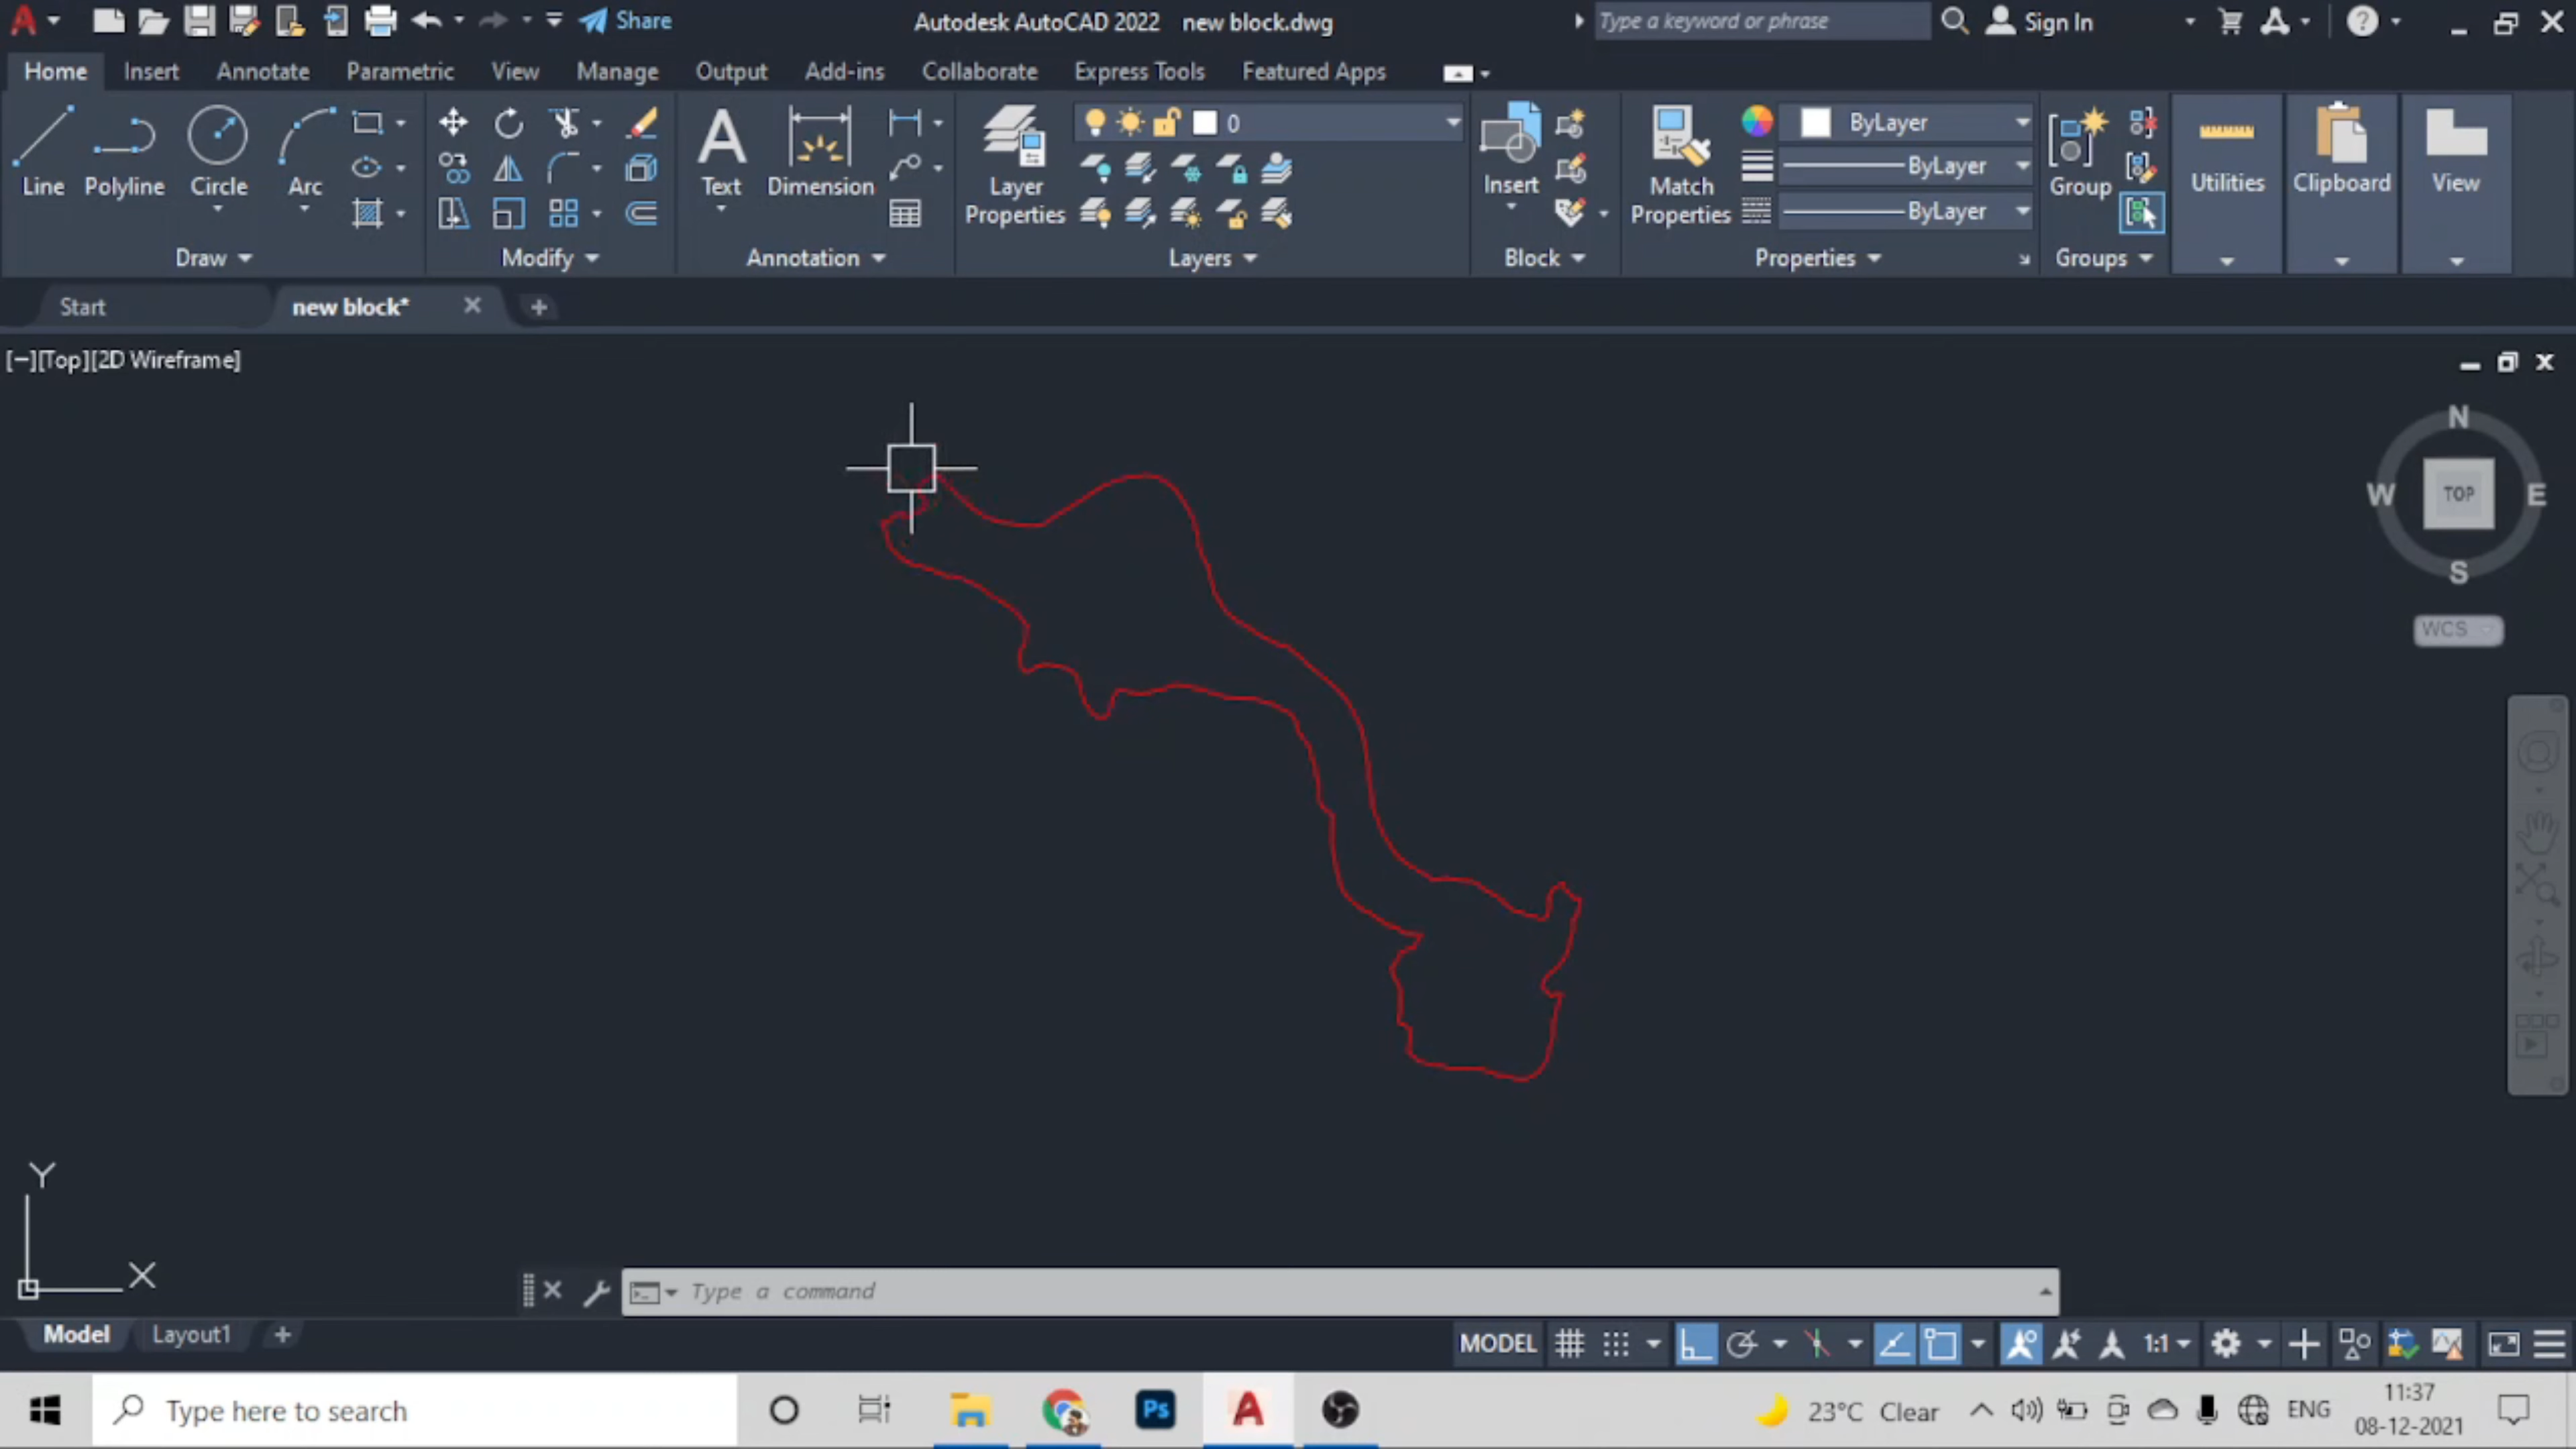 Share
Autodesk AutoCAD 2022 new block.dwg
Type a keyword or phrase
Sign In
Home Insert Annotate Parametric View Manage Output Add-ins Collaborate Express Tools Featured Apps
0
ByLayer
ByLayer
ByLayer
Line Polyline Circle Arc
Text Dimension
Layer Properties
Insert
Match Properties
Group
Utilities
Clipboard
View
Draw Modify Annotation Layers Block Properties Groups
Start new block*
[−][Top][2D Wireframe]
N
W TOP E
S
WCS
Y
X
Type a command
Model Layout1
MODEL
1:1
Type here to search
Ps
23°C Clear
ENG
11:37
08-12-2021